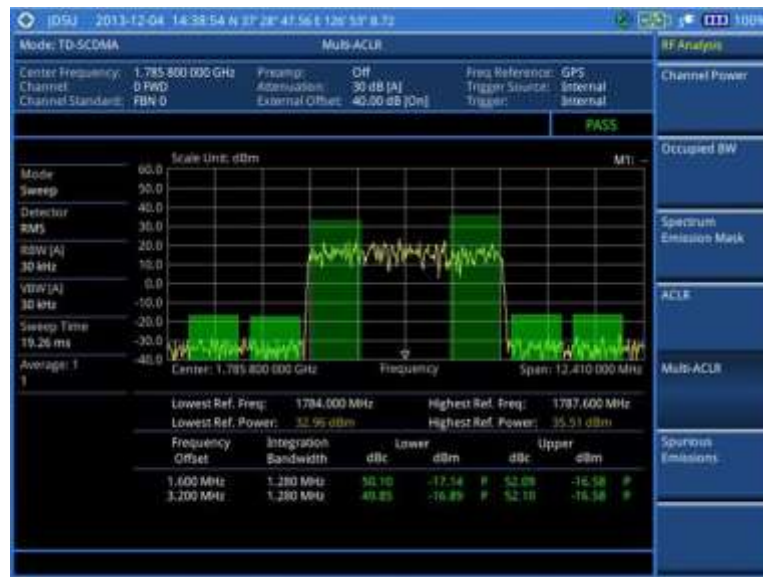 JDSU 2013-12-04 14:38:54 N 37° 28' 47.56 E 126° 53' 8.72 100%
Mode: TD-SCDMA Multi-ACLR RF Analysis
Center Frequency: 1.785 800 000 GHz Preamp: Off Freq Reference: GPS
Channel: 0 FWD Attenuation: 30 dB [A] Trigger Source: Internal
Channel Standard: FBN 0 External Offset: 40.00 dB [On] Trigger: Internal
Channel Power
PASS
Occupied BW
Scale Unit: dBm M1: --
Mode
Sweep
Detector
RMS
RBW [A]
30 kHz
VBW [A]
30 kHz
Sweep Time
19.26 ms
Average: 1
1
60.0
50.0
40.0
30.0
20.0
10.0
0.0
-10.0
-20.0
-30.0
-40.0
Center: 1.785 800 000 GHz Frequency Span: 12.410 000 MHz
Spectrum
Emission Mask
ACLR
Multi-ACLR
Lowest Ref. Freq: 1784.000 MHz Highest Ref. Freq: 1787.600 MHz
Lowest Ref. Power: 32.96 dBm Highest Ref. Power: 35.51 dBm
Frequency Integration Lower Upper
Offset Bandwidth dBc dBm dBc dBm
1.600 MHz 1.280 MHz 50.10 -17.14 P 52.09 -16.58 P
3.200 MHz 1.280 MHz 49.85 -16.89 P 52.10 -16.58 P
Spurious
Emissions